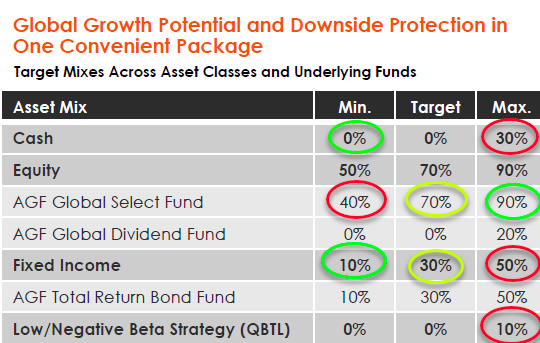 Global Growth Potential and Downside Protection in
One Convenient Package
Target Mixes Across Asset Classes and Underlying Funds
Asset Mix Min. Target Max.
Cash 0% 0% 30%
Equity 50% 70% 90%
AGF Global Select Fund 40% 70% 90%
AGF Global Dividend Fund 0% 0% 20%
Fixed Income 10% 30% 50%
AGF Total Return Bond Fund 10% 30% 50%
Low/Negative Beta Strategy (QBTL) 0% 0% 10%